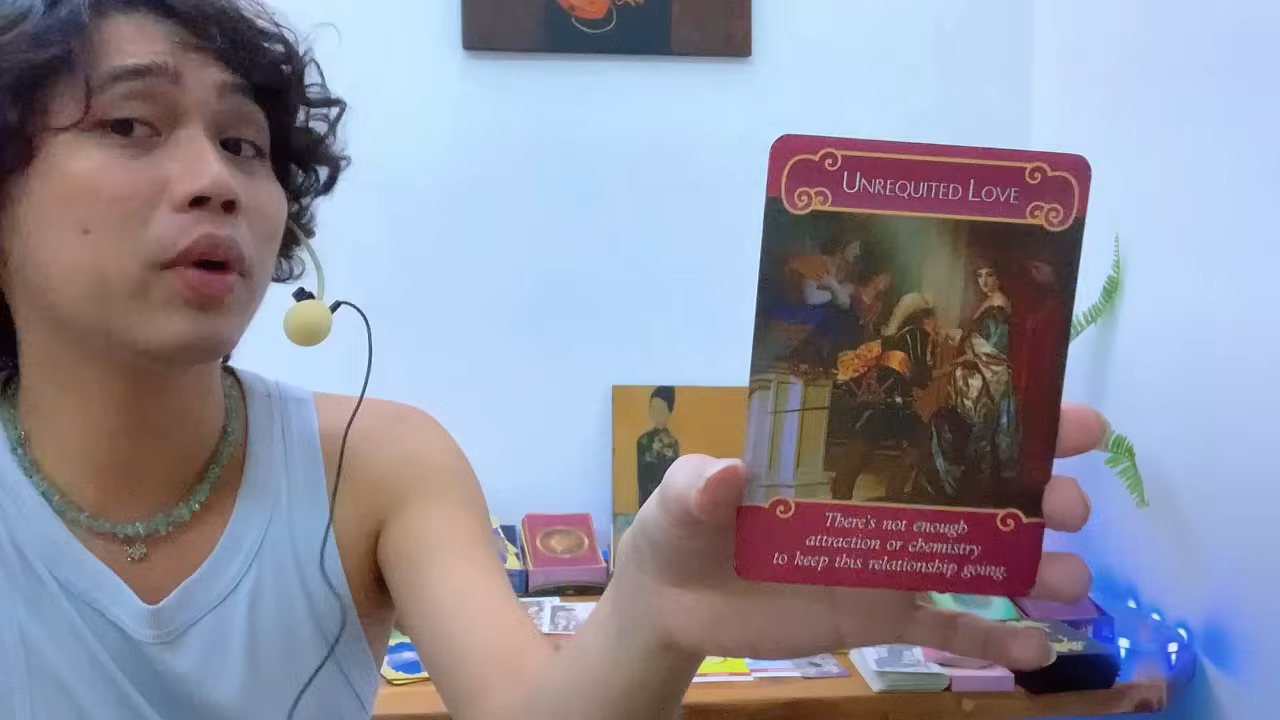 UNREQUITED LOVE
There's not enough
attraction or chemistry
to keep this relationship going.